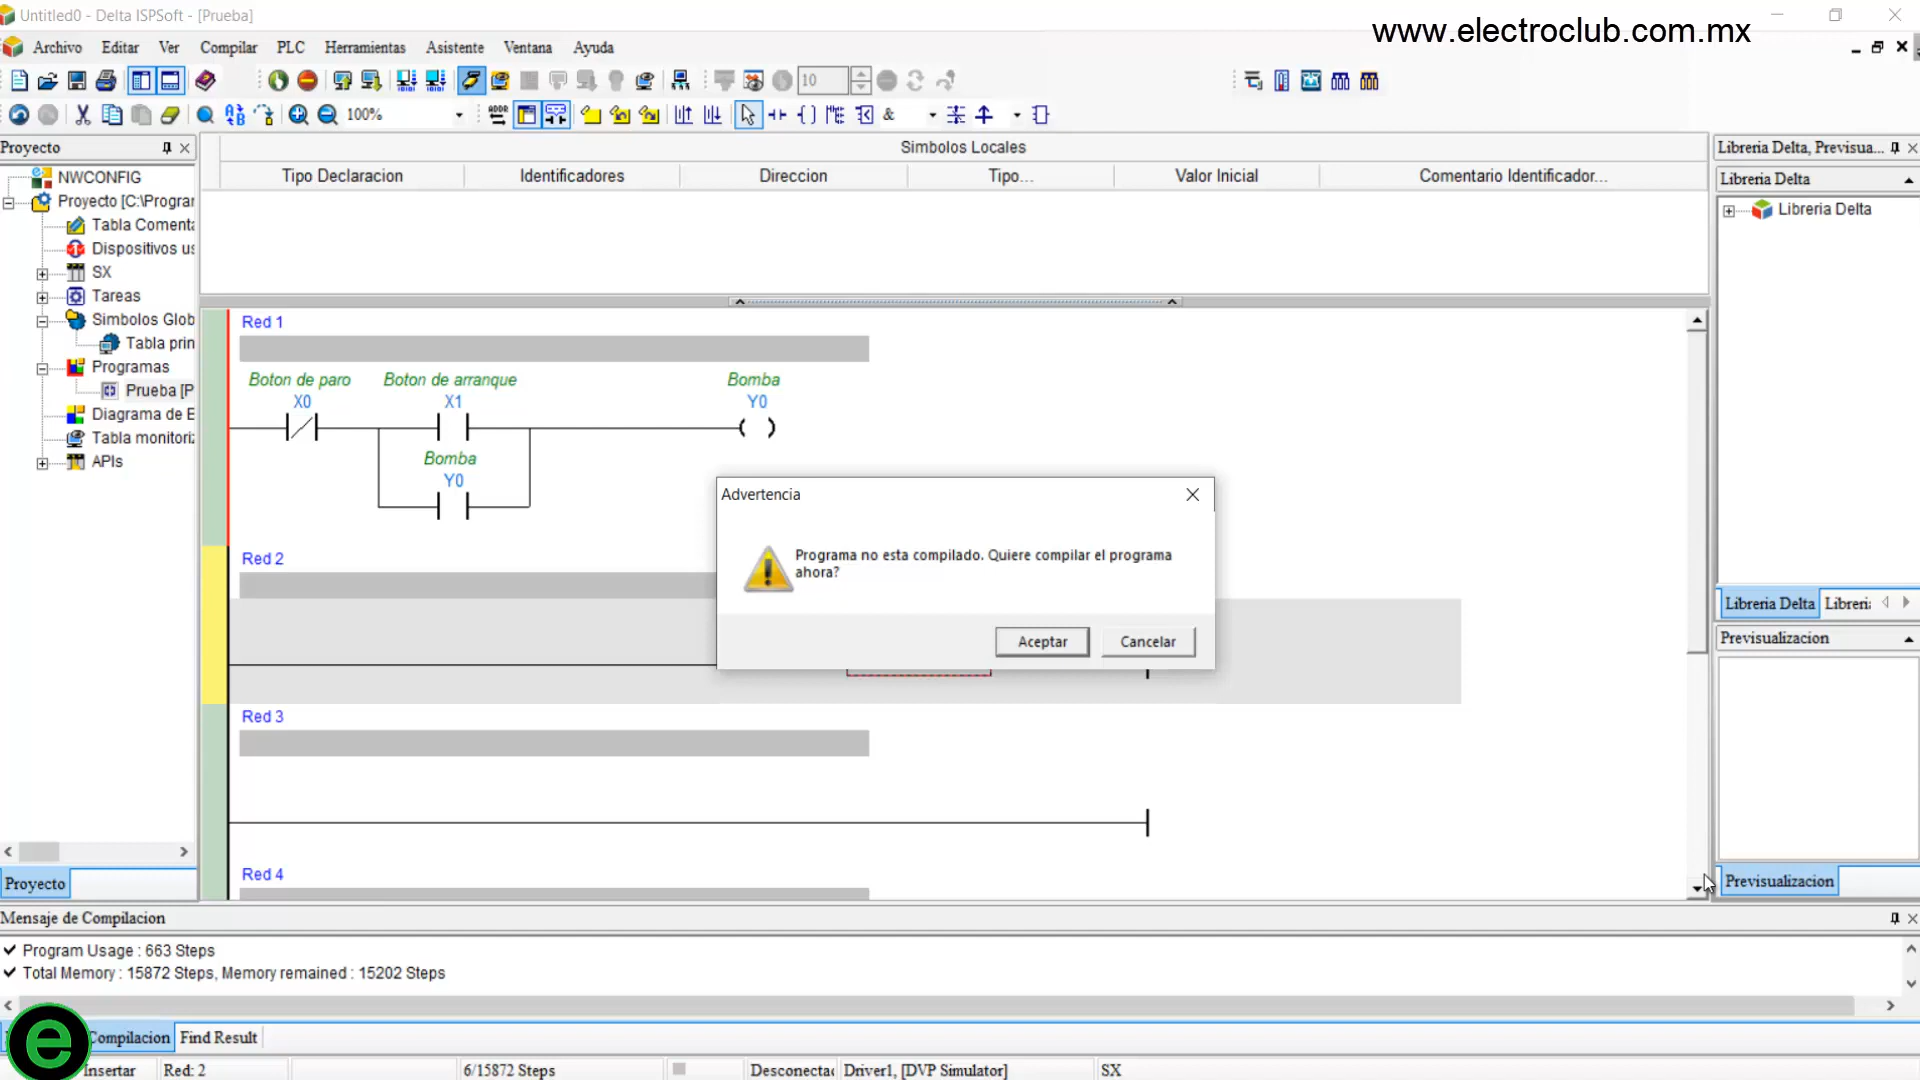 Untitled0 - Delta ISPSoft - [Prueba]
www.electroclub.com.mx
Archivo Editar Ver Compilar PLC Herramientas Asistente Ventana Ayuda
10
100%
&
Proyecto
NWCONFIG
Proyecto [C:\Progran
Tabla Comenta
Dispositivos us
SX
Tareas
Simbolos Glob
Tabla prin
Programas
Prueba [P
Diagrama de E
Tabla monitoriz
APIs
Proyecto
Simbolos Locales
Tipo Declaracion Identificadores Direccion Tipo... Valor Inicial Comentario Identificador...
Red 1
Boton de paro Boton de arranque Bomba
X0 X1 Y0
Bomba
Y0
Red 2
Red 3
Red 4
Advertencia
Programa no esta compilado. Quiere compilar el programa
ahora?
Aceptar Cancelar
Libreria Delta, Previsua...
Libreria Delta
Libreria Delta
Libreria Delta Libreri
Previsualizacion
Previsualizacion
Mensaje de Compilacion
Program Usage : 663 Steps
Total Memory : 15872 Steps, Memory remained : 15202 Steps
Compilacion Find Result
e
Insertar Red: 2 6/15872 Steps Desconecta Driver1, [DVP Simulator] SX